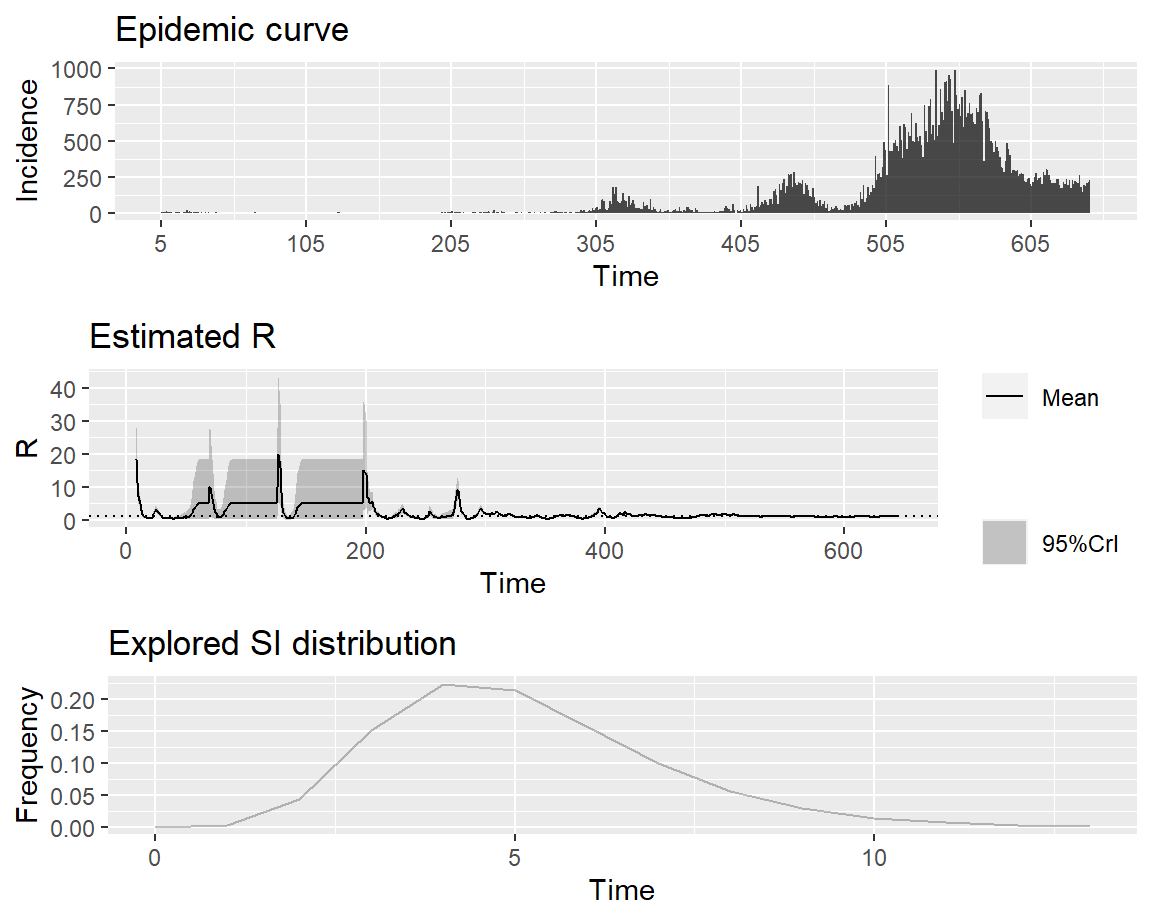 Epidemic curve
1000
750
500
250
0
Incidence
5 105 205 305 405 505 605
Time
Estimated R
40
30
20
10
0
R
0 200 400 600
Time
Mean
95%CrI
Explored SI distribution
0.20
0.15
0.10
0.05
0.00
Frequency
0 5 10
Time